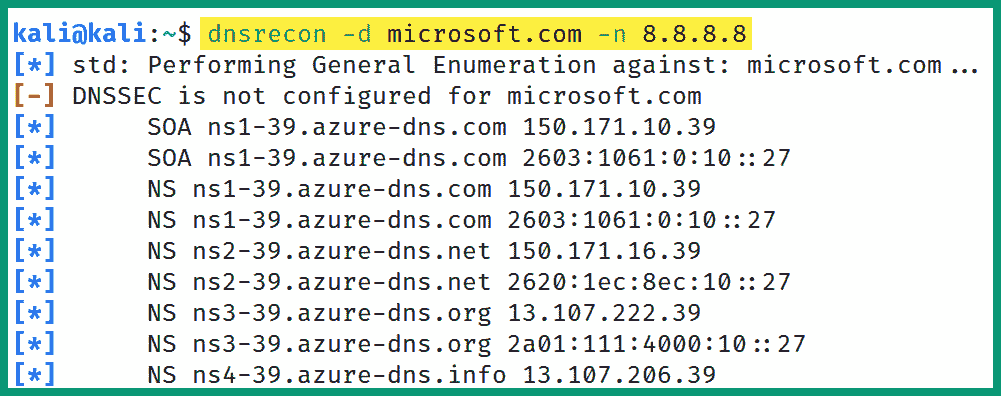 kali@kali:~$ dnsrecon -d microsoft.com -n 8.8.8.8
[*] std: Performing General Enumeration against: microsoft.com...
[-] DNSSEC is not configured for microsoft.com
[*] SOA ns1-39.azure-dns.com 150.171.10.39
[*] SOA ns1-39.azure-dns.com 2603:1061:0:10::27
[*] NS ns1-39.azure-dns.com 150.171.10.39
[*] NS ns1-39.azure-dns.com 2603:1061:0:10::27
[*] NS ns2-39.azure-dns.net 150.171.16.39
[*] NS ns2-39.azure-dns.net 2620:1ec:8ec:10::27
[*] NS ns3-39.azure-dns.org 13.107.222.39
[*] NS ns3-39.azure-dns.org 2a01:111:4000:10::27
[*] NS ns4-39.azure-dns.info 13.107.206.39